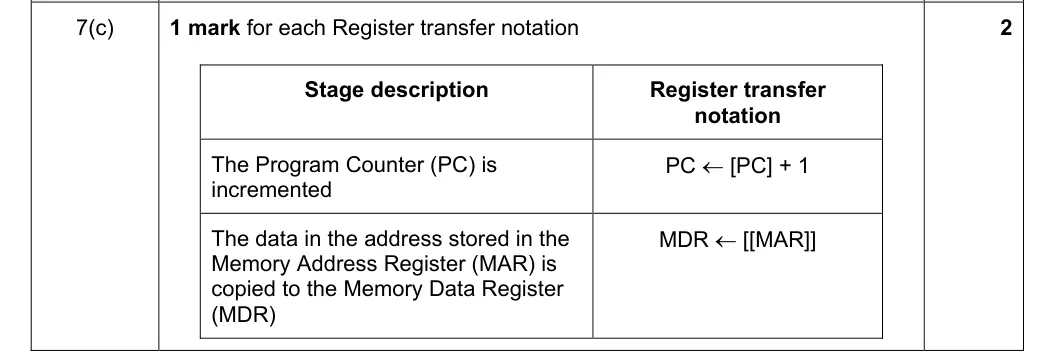 7(c)
1 mark for each Register transfer notation
2
Stage description
Register transfer
notation
The Program Counter (PC) is
incremented
PC ← [PC] + 1
The data in the address stored in the
Memory Address Register (MAR) is
copied to the Memory Data Register
(MDR)
MDR ← [[MAR]]